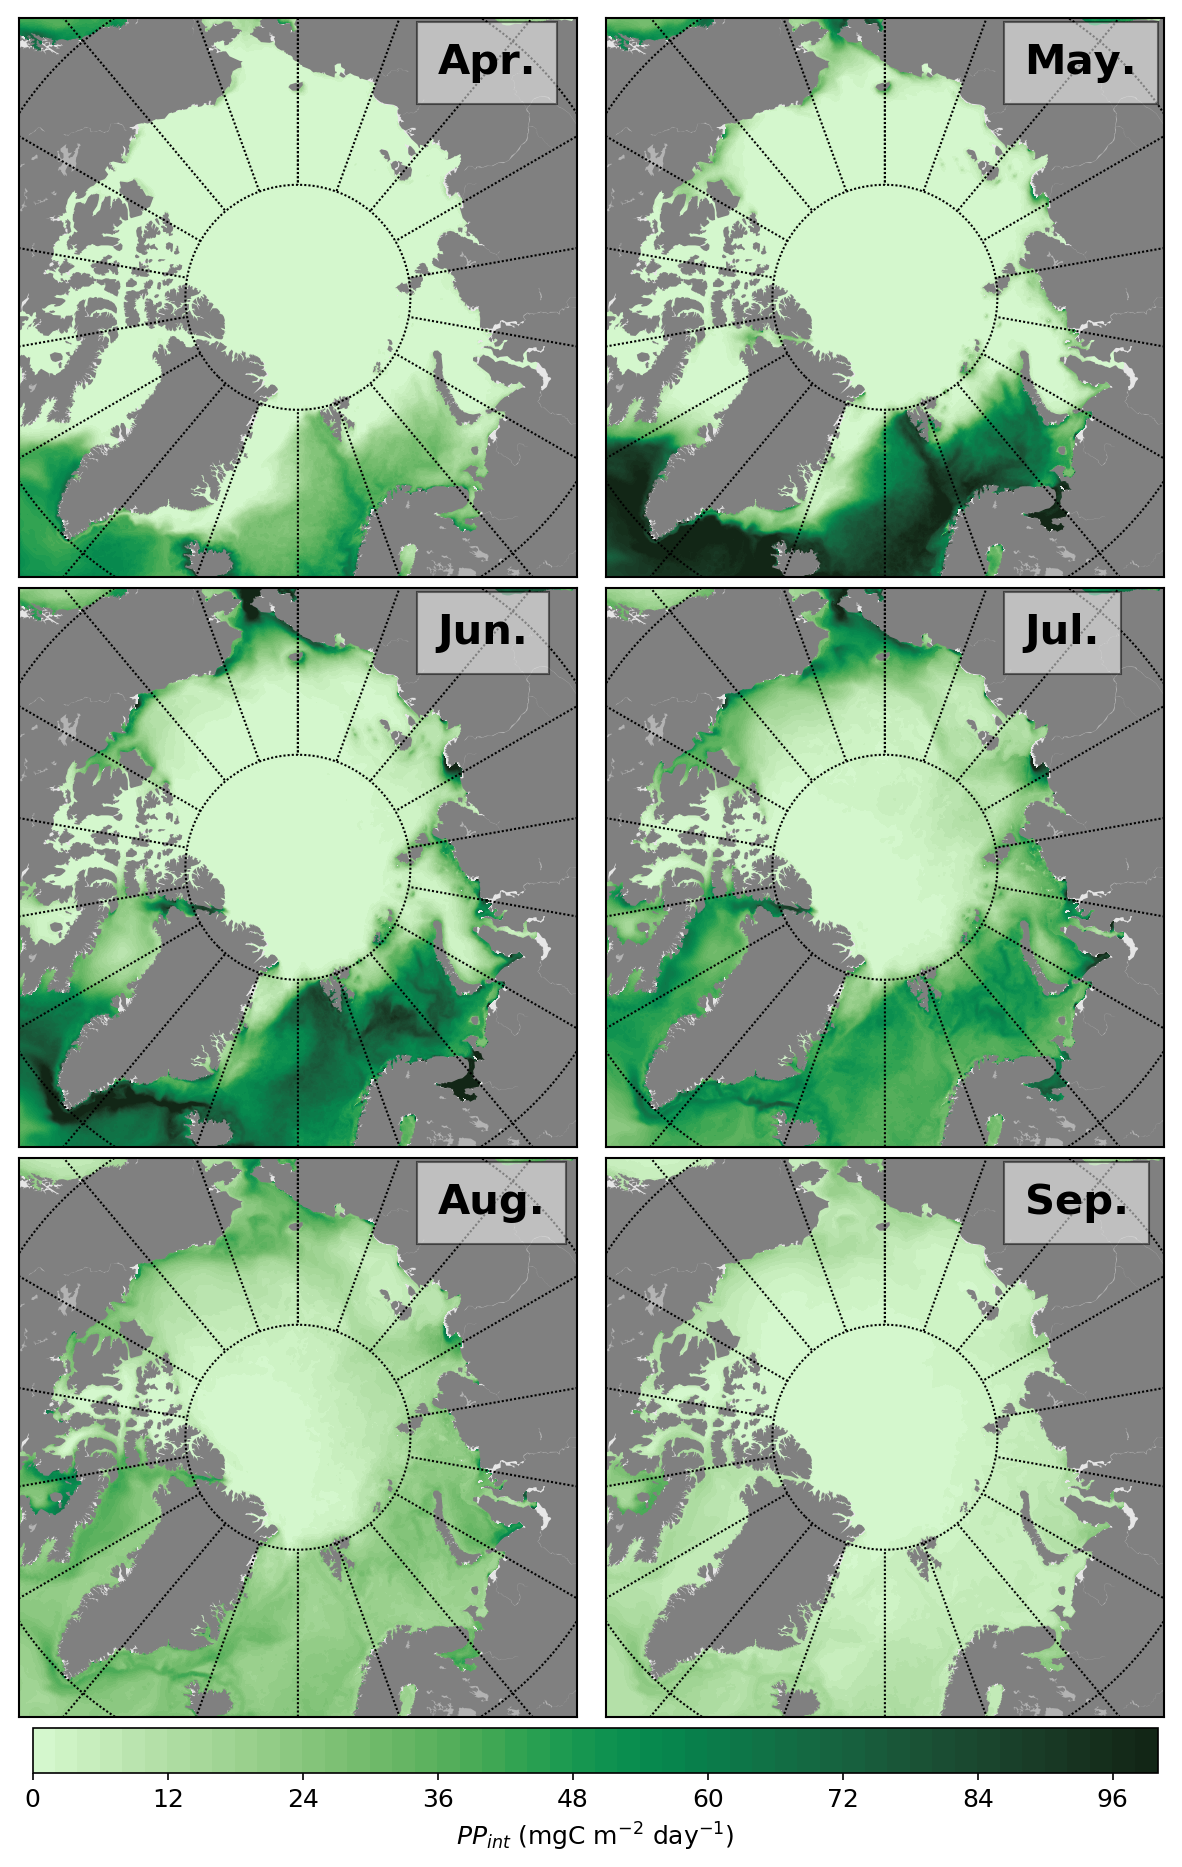 Apr.
May.
Jun.
Jul.
Aug.
Sep.
0 12 24 36 48 60 72 84 96
PP_int (mgC m⁻² day⁻¹)